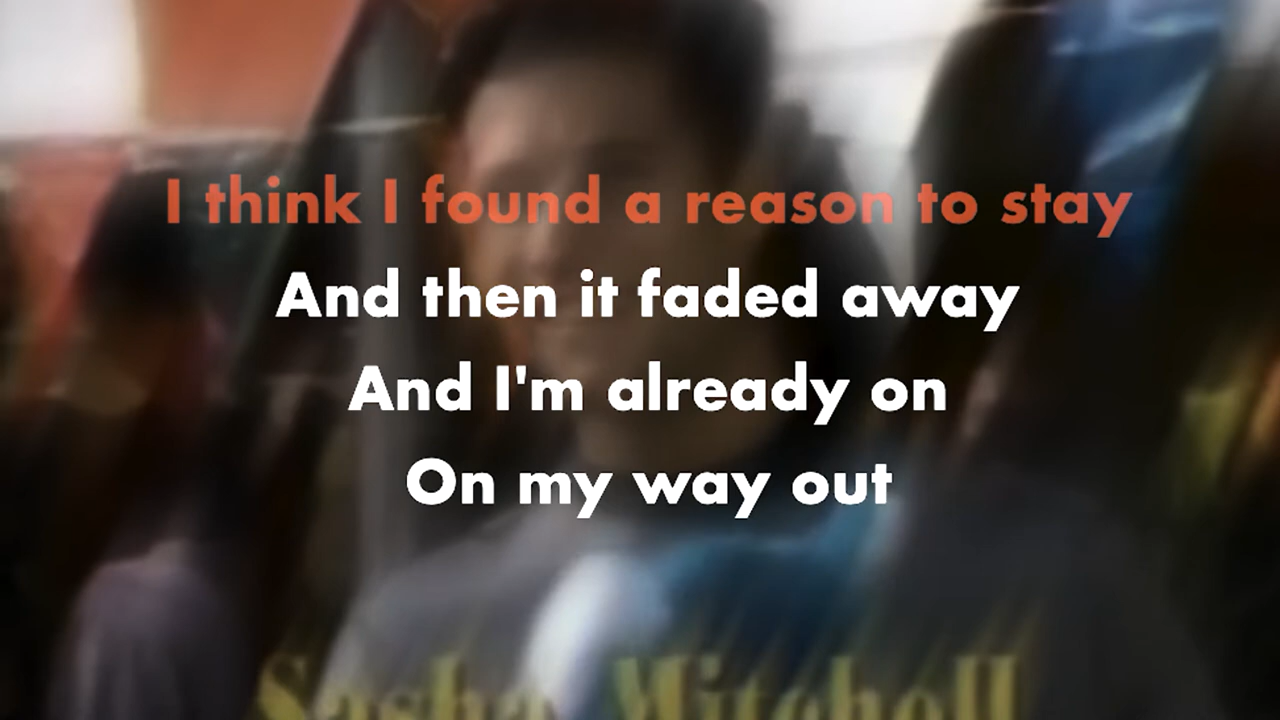 I think I found a reason to stay
And then it faded away
And I'm already on
On my way out
Sasha Mitchell